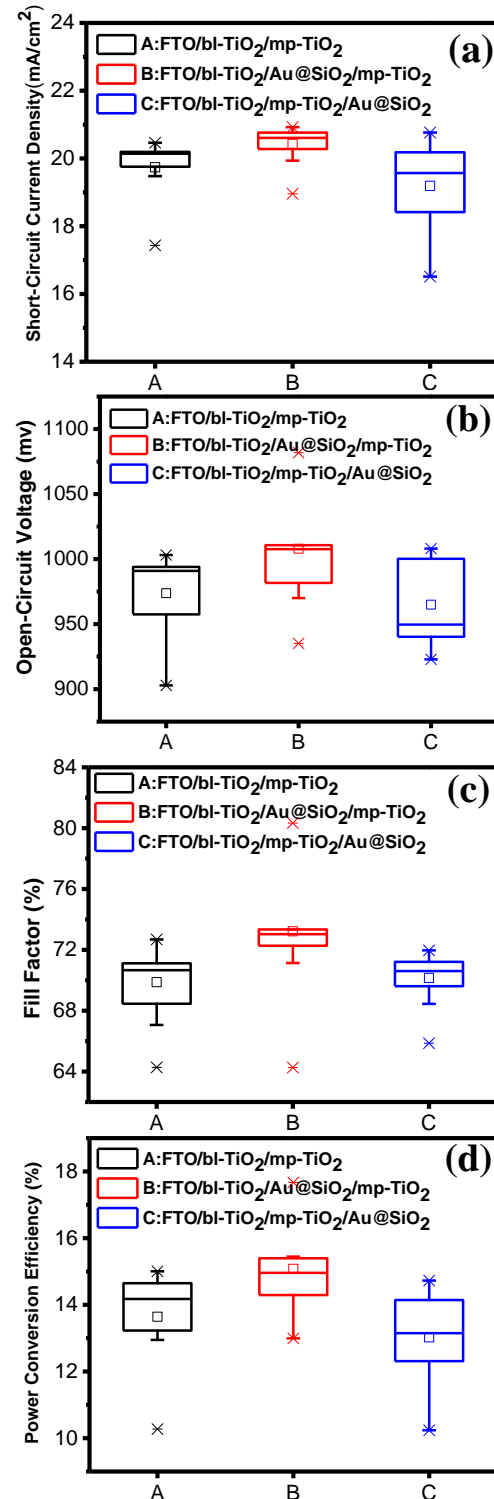 Short-Circuit Current Density(mA/cm²)
24
22
20
18
16
14
A:FTO/bl-TiO₂/mp-TiO₂
B:FTO/bl-TiO₂/Au@SiO₂/mp-TiO₂
C:FTO/bl-TiO₂/mp-TiO₂/Au@SiO₂
(a)
A B C
Open-Circuit Voltage (mv)
1100
1050
1000
950
900
A:FTO/bl-TiO₂/mp-TiO₂
B:FTO/bl-TiO₂/Au@SiO₂/mp-TiO₂
C:FTO/bl-TiO₂/mp-TiO₂/Au@SiO₂
(b)
A B C
Fill Factor (%)
84
80
76
72
68
64
A:FTO/bl-TiO₂/mp-TiO₂
B:FTO/bl-TiO₂/Au@SiO₂/mp-TiO₂
C:FTO/bl-TiO₂/mp-TiO₂/Au@SiO₂
(c)
A B C
Power Conversion Efficiency (%)
18
16
14
12
10
A:FTO/bl-TiO₂/mp-TiO₂
B:FTO/bl-TiO₂/Au@SiO₂/mp-TiO₂
C:FTO/bl-TiO₂/mp-TiO₂/Au@SiO₂
(d)
A B C